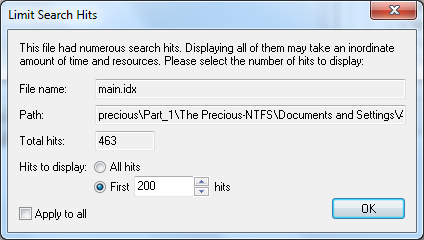 Limit Search Hits
This file had numerous search hits. Displaying all of them may take an inordinate
amount of time and resources. Please select the number of hits to display:
File name: main.idx
Path: precious\Part_1\The Precious-NTFS\Documents and Settings\A
Total hits: 463
Hits to display: All hits
First 200 hits
Apply to all
OK